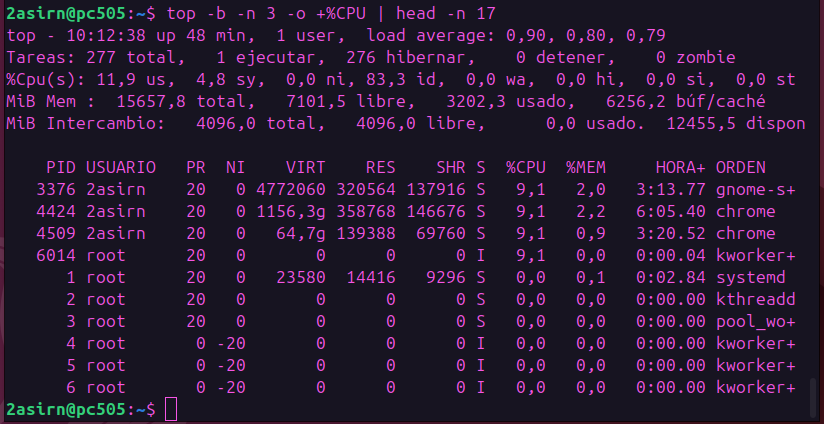 2asirn@pc505:~$ top -b -n 3 -o +%CPU | head -n 17
top - 10:12:38 up 48 min,  1 user,  load average: 0,90, 0,80, 0,79
Tareas: 277 total,   1 ejecutar,  276 hibernar,    0 detener,    0 zombie
%Cpu(s): 11,9 us,  4,8 sy,  0,0 ni, 83,3 id,  0,0 wa,  0,0 hi,  0,0 si,  0,0 st
MiB Mem :  15657,8 total,   7101,5 libre,   3202,3 usado,   6256,2 búf/caché
MiB Intercambio:   4096,0 total,   4096,0 libre,      0,0 usado.  12455,5 dispon
PID USUARIO   PR  NI    VIRT    RES    SHR S  %CPU  %MEM     HORA+ ORDEN
3376 2asirn    20   0 4772060 320564 137916 S   9,1   2,0   3:13.77 gnome-s+
4424 2asirn    20   0 1156,3g 358768 146676 S   9,1   2,2   6:05.40 chrome
4509 2asirn    20   0   64,7g 139388  69760 S   9,1   0,9   3:20.52 chrome
6014 root      20   0       0      0      0 I   9,1   0,0   0:00.04 kworker+
1 root      20   0   23580  14416   9296 S   0,0   0,1   0:02.84 systemd
2 root      20   0       0      0      0 S   0,0   0,0   0:00.00 kthreadd
3 root      20   0       0      0      0 S   0,0   0,0   0:00.00 pool_wo+
4 root       0 -20       0      0      0 I   0,0   0,0   0:00.00 kworker+
5 root       0 -20       0      0      0 I   0,0   0,0   0:00.00 kworker+
6 root       0 -20       0      0      0 I   0,0   0,0   0:00.00 kworker+
2asirn@pc505:~$